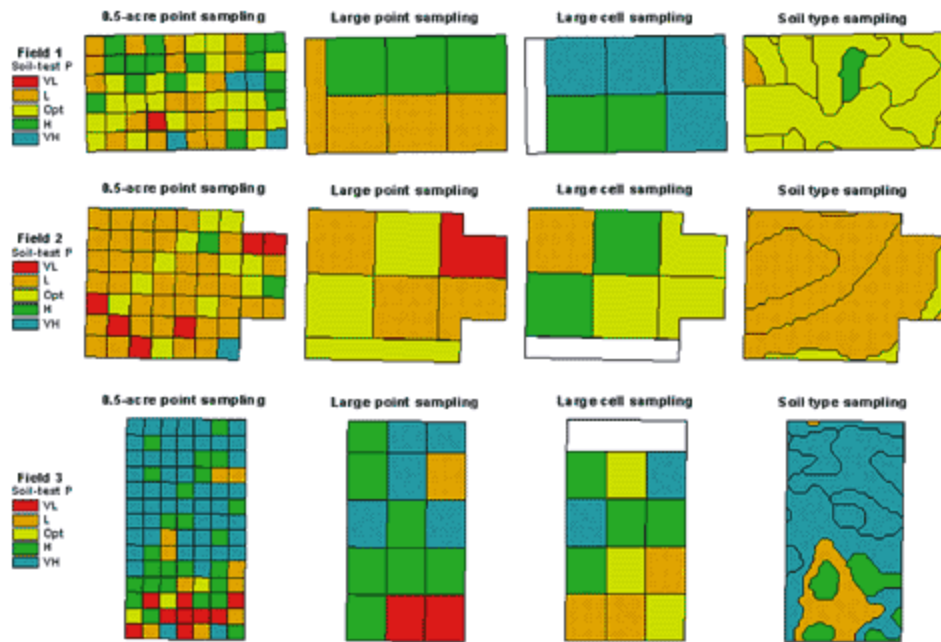 0.5-acre point sampling Large point sampling Large cell sampling Soil type sampling
Field 1
Soil-test P
VL
L
Opt
H
VH
0.5-acre point sampling Large point sampling Large cell sampling Soil type sampling
Field 2
Soil-test P
VL
L
Opt
H
VH
0.5-acre point sampling Large point sampling Large cell sampling Soil type sampling
Field 3
Soil-test P
VL
L
Opt
H
VH